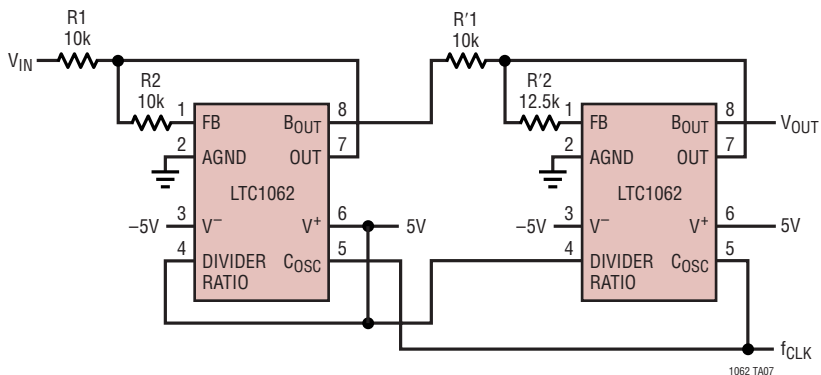 R1
10k
VIN
R2
10k
1
FB
BOUT
8
2
AGND
OUT
7
LTC1062
–5V
3
V–
V+
6
5V
4
DIVIDER
RATIO
COSC
5
R′1
10k
R′2
12.5k
1
FB
BOUT
8
VOUT
2
AGND
OUT
7
LTC1062
–5V
3
V–
V+
6
5V
4
DIVIDER
RATIO
COSC
5
fCLK
1062 TA07